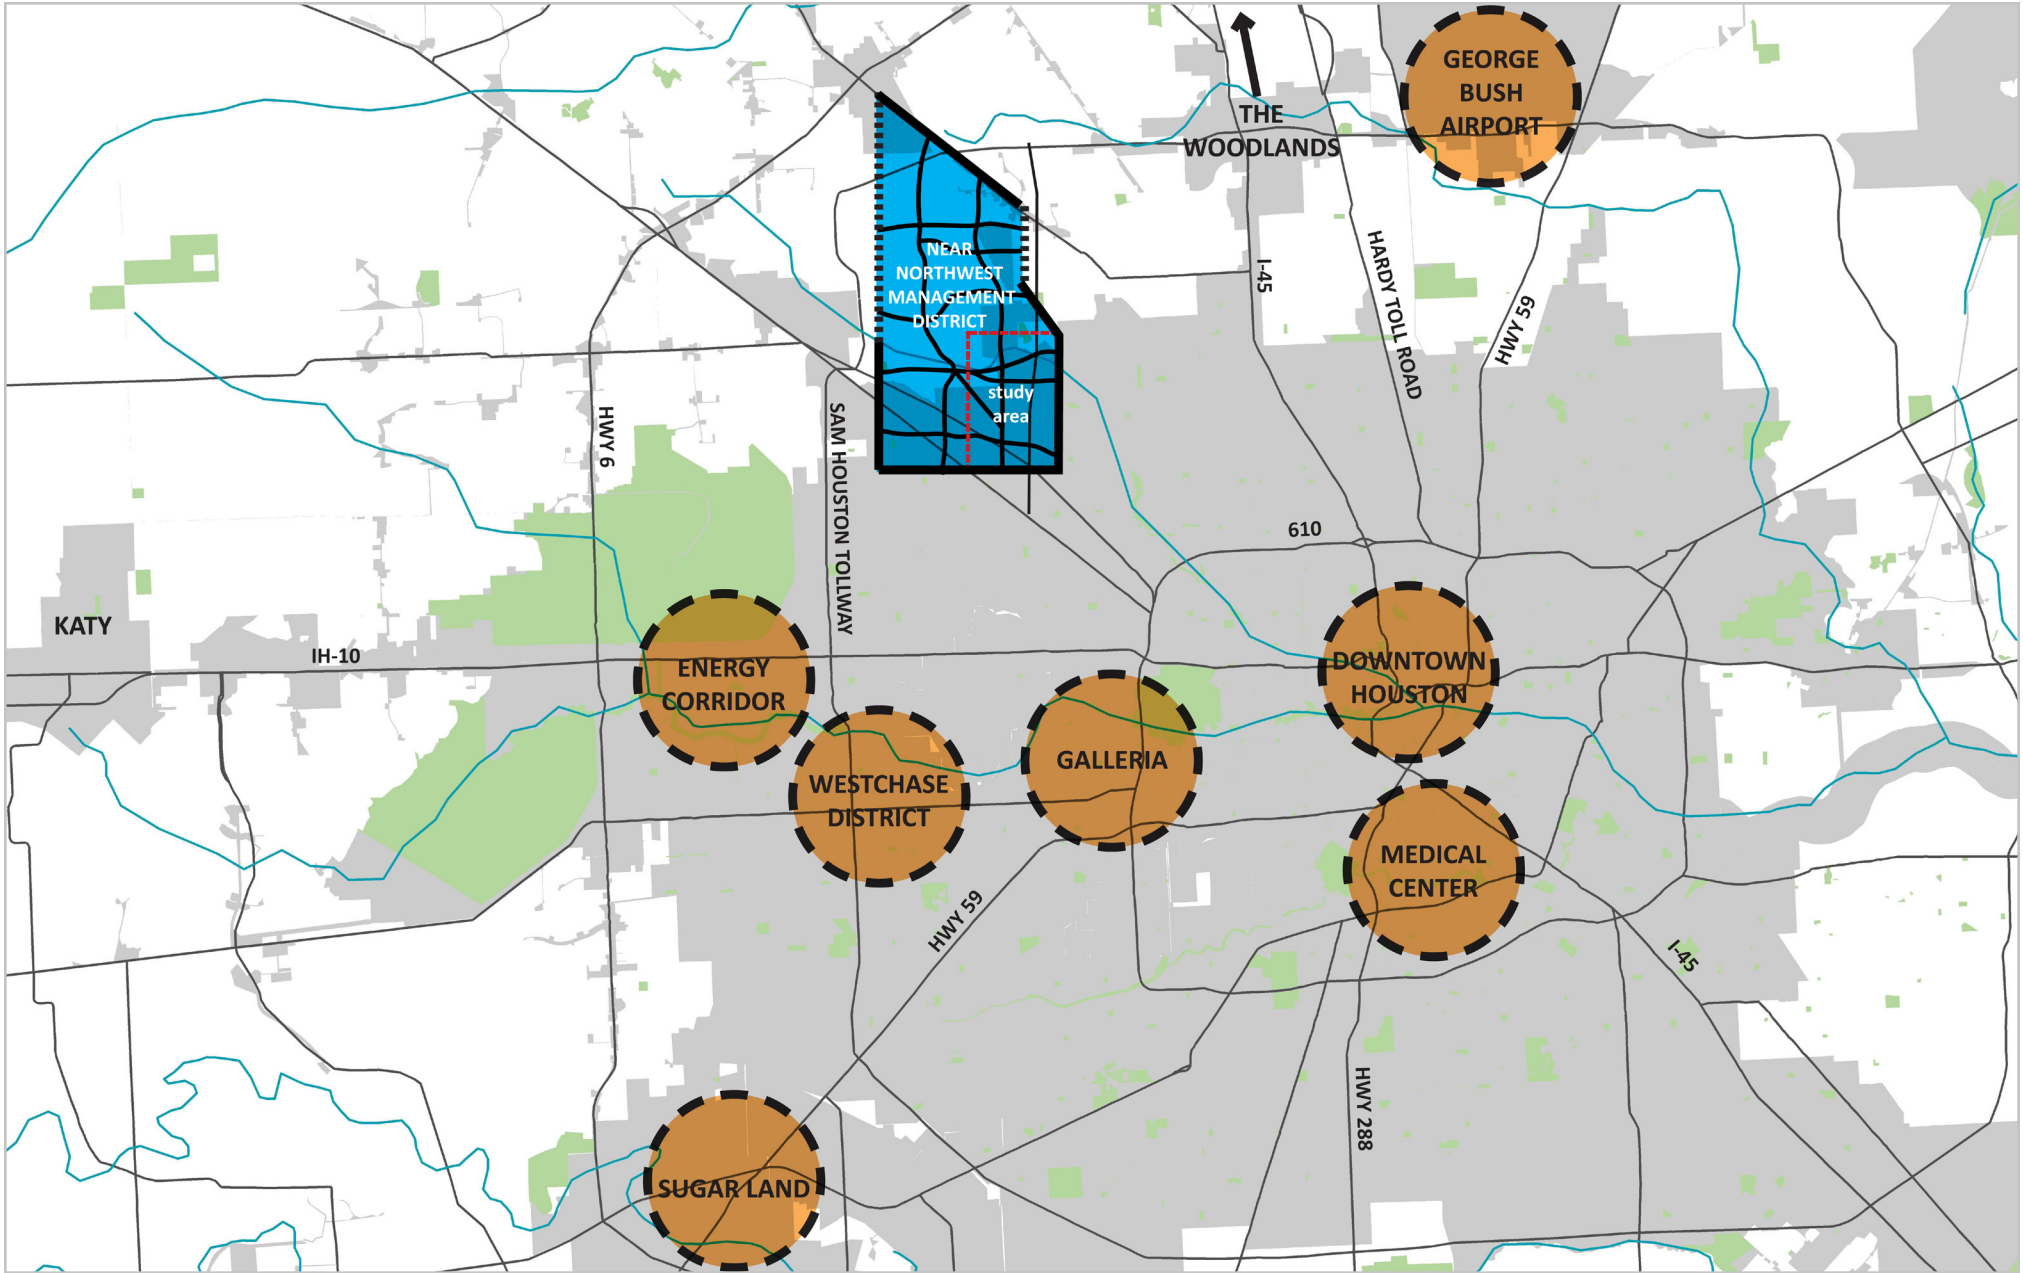 GEORGE
BUSH
AIRPORT
THE
WOODLANDS
NEAR
NORTHWEST
MANAGEMENT
DISTRICT
I-45
HARDY TOLL ROAD
HWY 59
study
area
HWY 6
SAM HOUSTON TOLLWAY
610
KATY
IH-10
ENERGY
CORRIDOR
DOWNTOWN
HOUSTON
WESTCHASE
DISTRICT
GALLERIA
MEDICAL
CENTER
HWY 59
I-45
HWY 288
SUGAR LAND